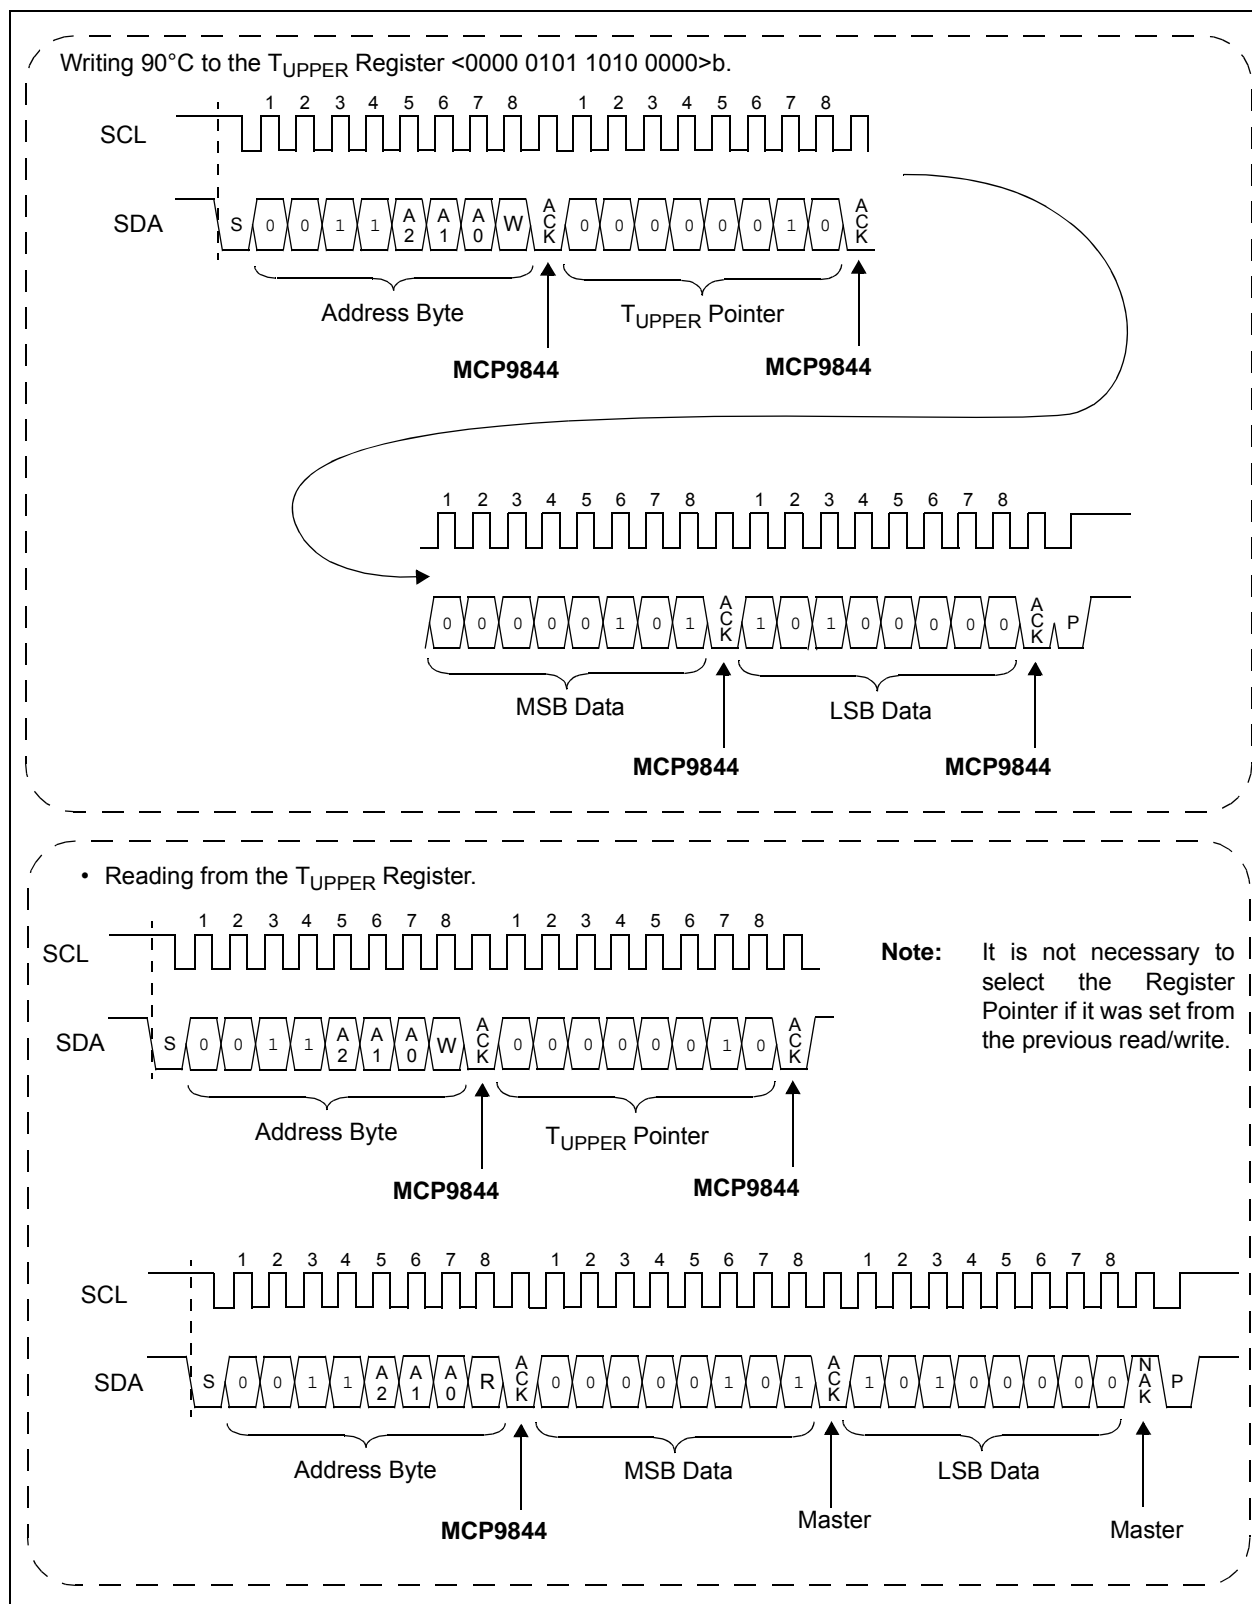 Writing 90°C to the TUPPER Register <0000 0101 1010 0000>b.
1 2 3 4 5 6 7 8 1 2 3 4 5 6 7 8
SCL
SDA S 0 0 1 1 A2 A1 A0 W ACK 0 0 0 0 0 0 1 0 ACK
Address Byte TUPPER Pointer
MCP9844 MCP9844
1 2 3 4 5 6 7 8 1 2 3 4 5 6 7 8
0 0 0 0 0 1 0 1 ACK 1 0 1 0 0 0 0 0 ACK P
MSB Data LSB Data
MCP9844 MCP9844
• Reading from the TUPPER Register.
1 2 3 4 5 6 7 8 1 2 3 4 5 6 7 8
SCL
SDA S 0 0 1 1 A2 A1 A0 W ACK 0 0 0 0 0 0 1 0 ACK
Address Byte TUPPER Pointer
MCP9844 MCP9844
Note: It is not necessary to
select the Register
Pointer if it was set from
the previous read/write.
1 2 3 4 5 6 7 8 1 2 3 4 5 6 7 8 1 2 3 4 5 6 7 8
SCL
SDA S 0 0 1 1 A2 A1 A0 R ACK 0 0 0 0 0 1 0 1 ACK 1 0 1 0 0 0 0 0 NAK P
Address Byte MSB Data LSB Data
MCP9844 Master Master